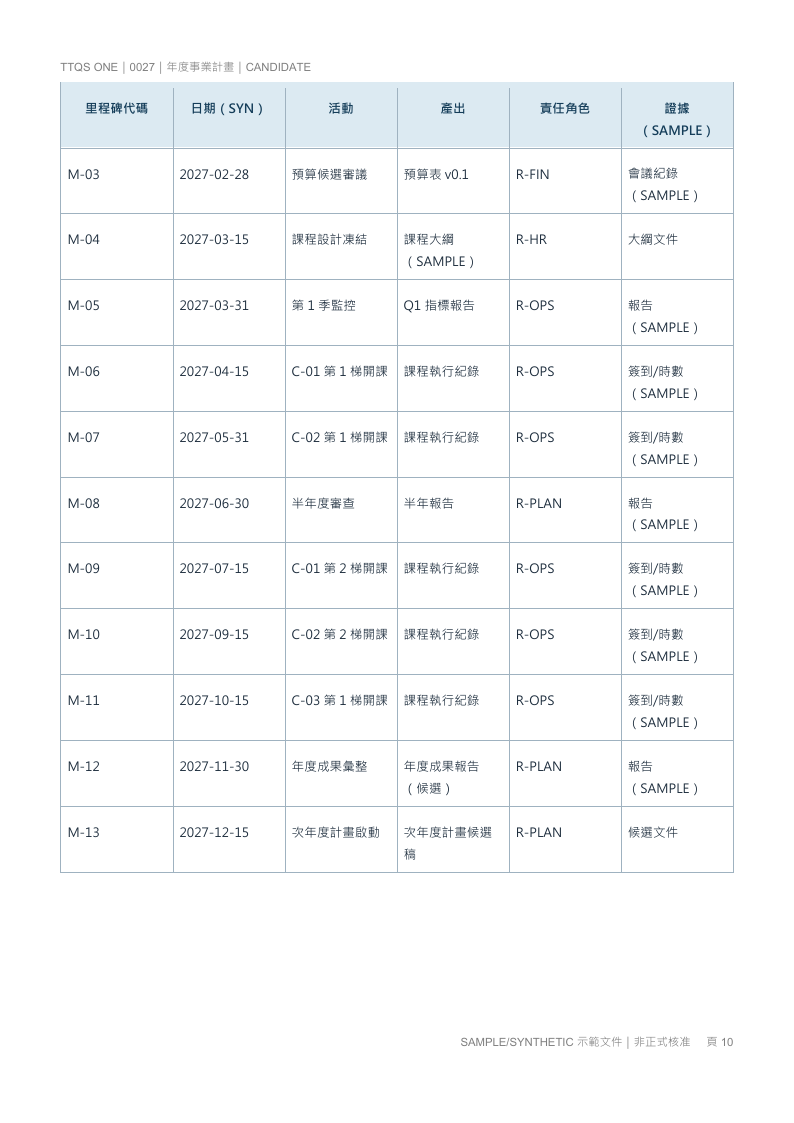 TTQS ONE｜0027｜年度事業計畫｜CANDIDATE
里程碑代碼 日期（SYN） 活動 產出 責任角色 證據（SAMPLE）
M-03 2027-02-28 預算候選審議 預算表 v0.1 R-FIN 會議紀錄（SAMPLE）
M-04 2027-03-15 課程設計凍結 課程大綱（SAMPLE） R-HR 大綱文件
M-05 2027-03-31 第 1 季監控 Q1 指標報告 R-OPS 報告（SAMPLE）
M-06 2027-04-15 C-01 第 1 梯開課 課程執行紀錄 R-OPS 簽到/時數（SAMPLE）
M-07 2027-05-31 C-02 第 1 梯開課 課程執行紀錄 R-OPS 簽到/時數（SAMPLE）
M-08 2027-06-30 半年度審查 半年報告 R-PLAN 報告（SAMPLE）
M-09 2027-07-15 C-01 第 2 梯開課 課程執行紀錄 R-OPS 簽到/時數（SAMPLE）
M-10 2027-09-15 C-02 第 2 梯開課 課程執行紀錄 R-OPS 簽到/時數（SAMPLE）
M-11 2027-10-15 C-03 第 1 梯開課 課程執行紀錄 R-OPS 簽到/時數（SAMPLE）
M-12 2027-11-30 年度成果彙整 年度成果報告（候選） R-PLAN 報告（SAMPLE）
M-13 2027-12-15 次年度計畫啟動 次年度計畫候選稿 R-PLAN 候選文件
SAMPLE/SYNTHETIC 示範文件｜非正式核准 頁 10